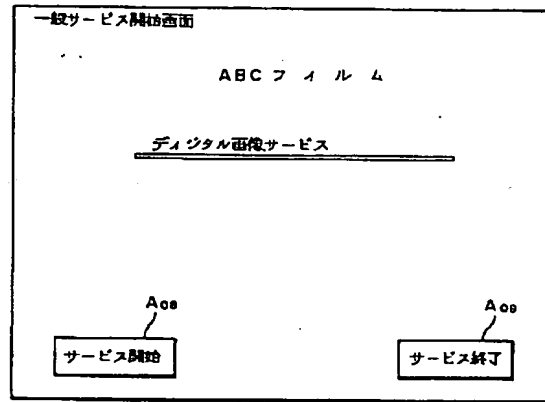 一般サービス開始画面
ABCフィルム
ディジタル画像サービス
A08 A09
サービス開始 サービス終了